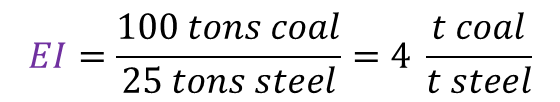 EI = 100 tons coal / 25 tons steel = 4 t coal / t steel